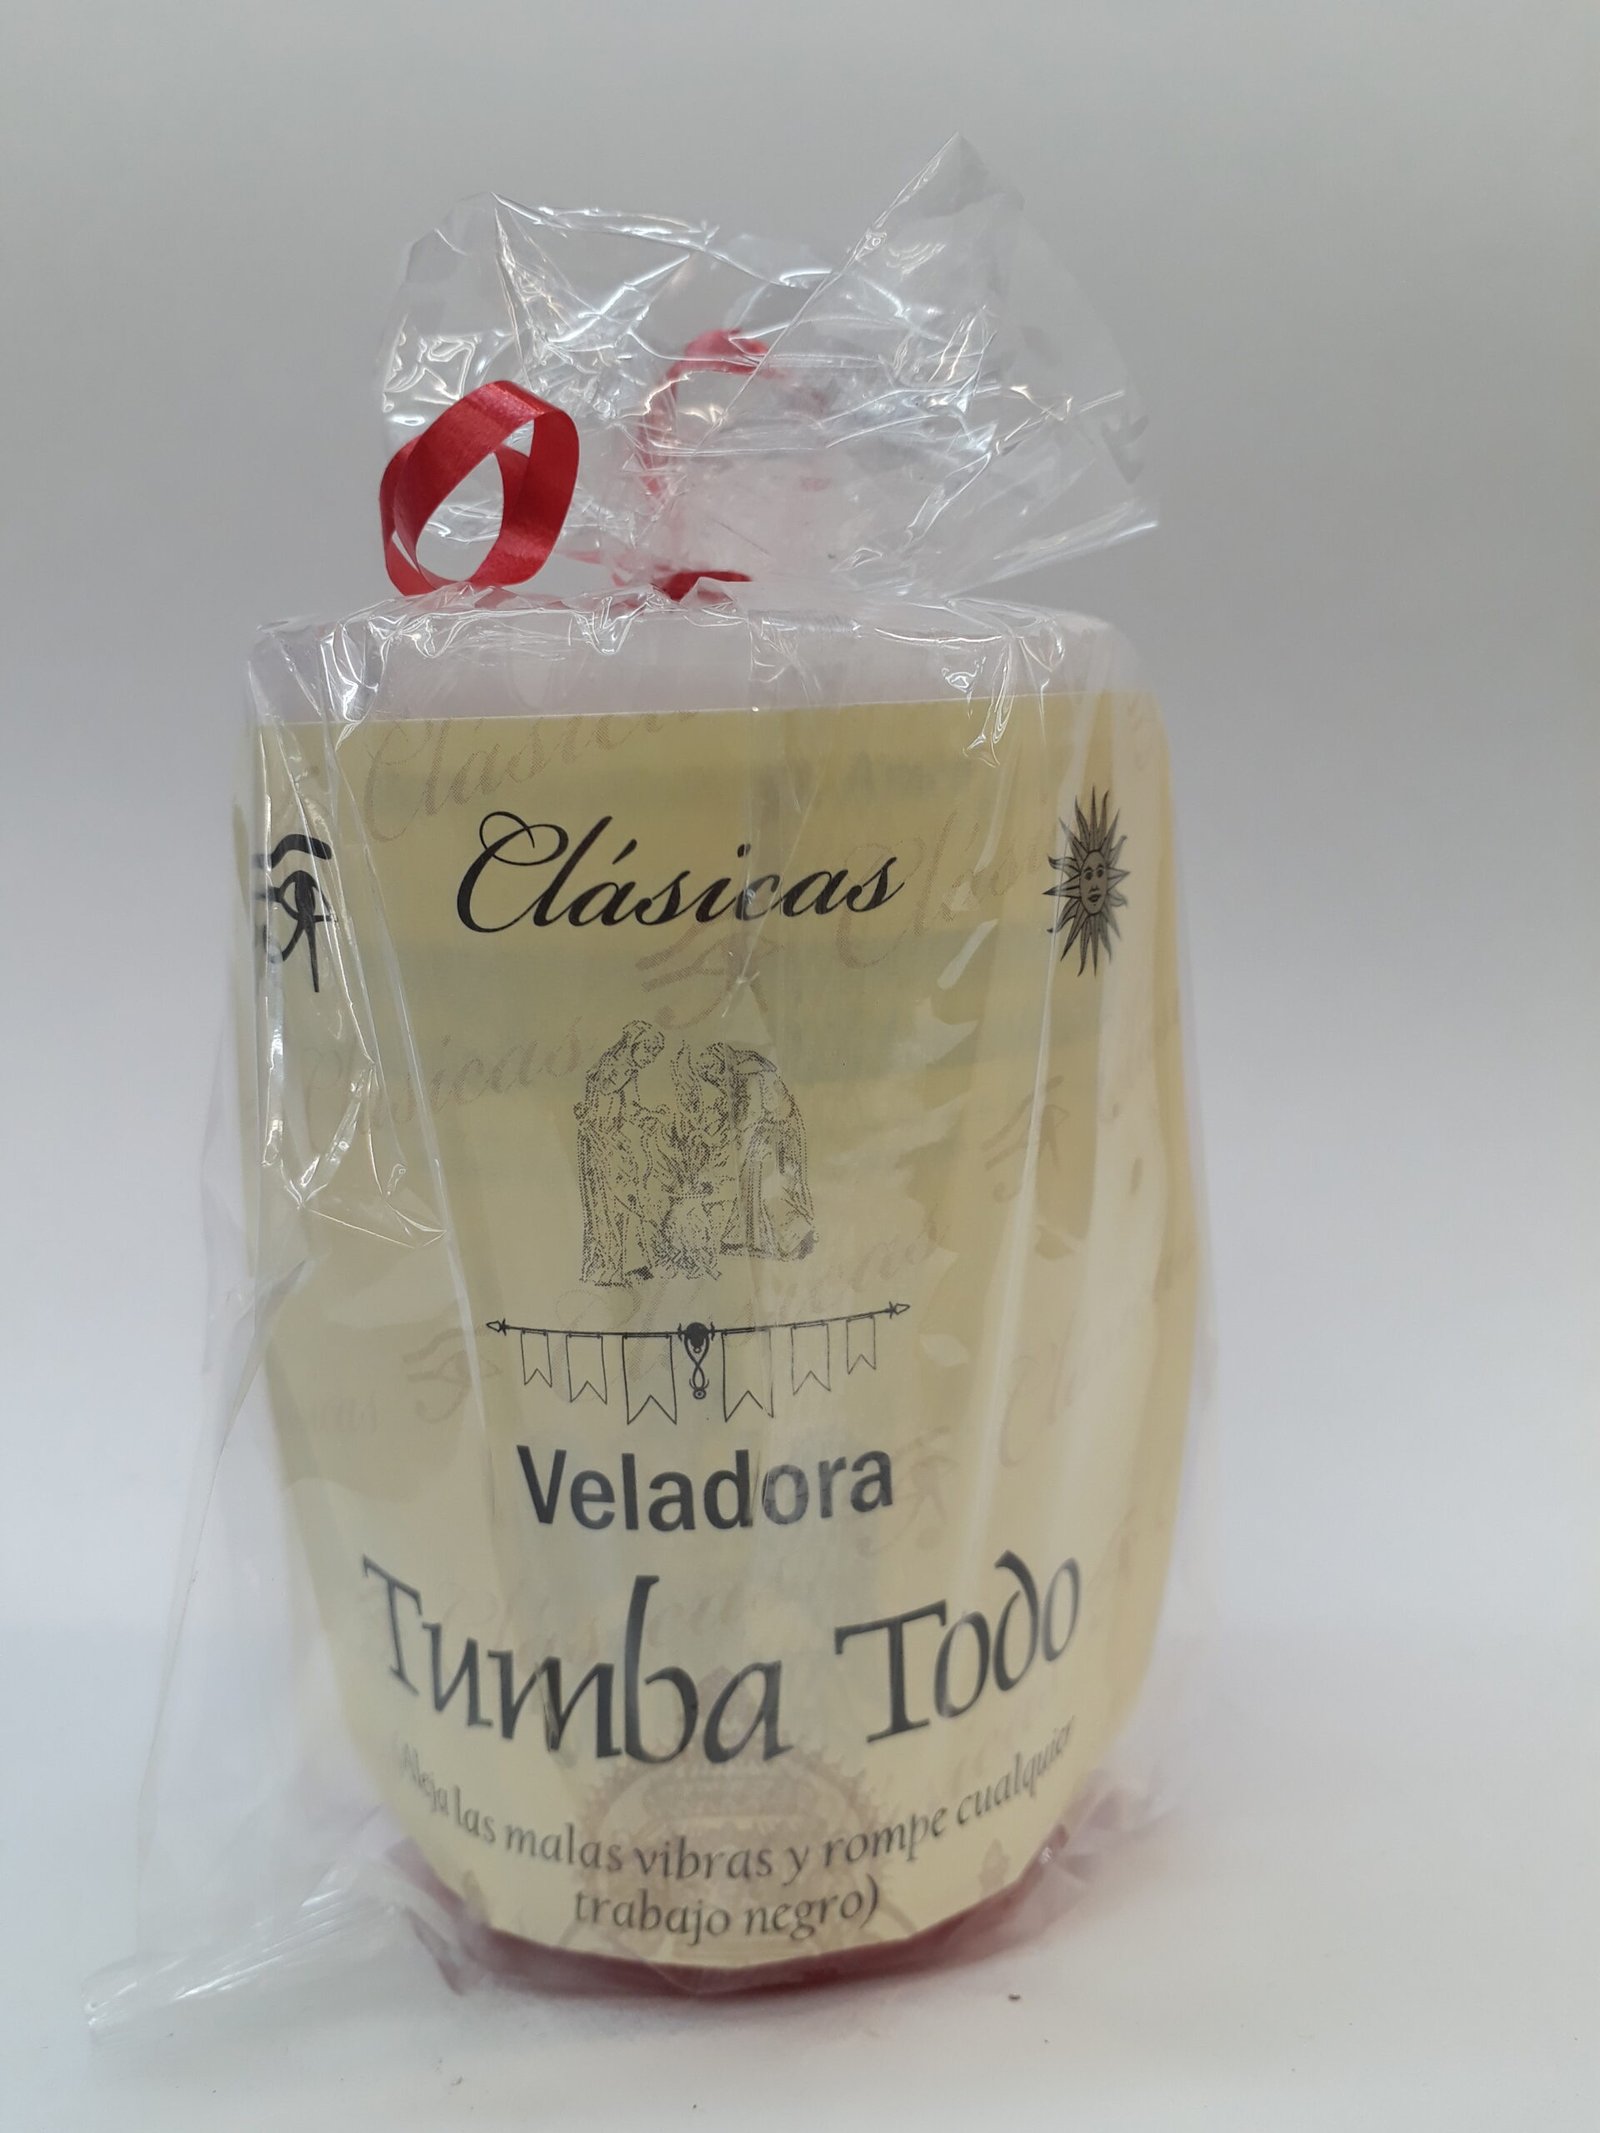 Clásicas
Veladora
Tumba Todo
(Aleja las malas vibras y rompe cualquier
trabajo negro)